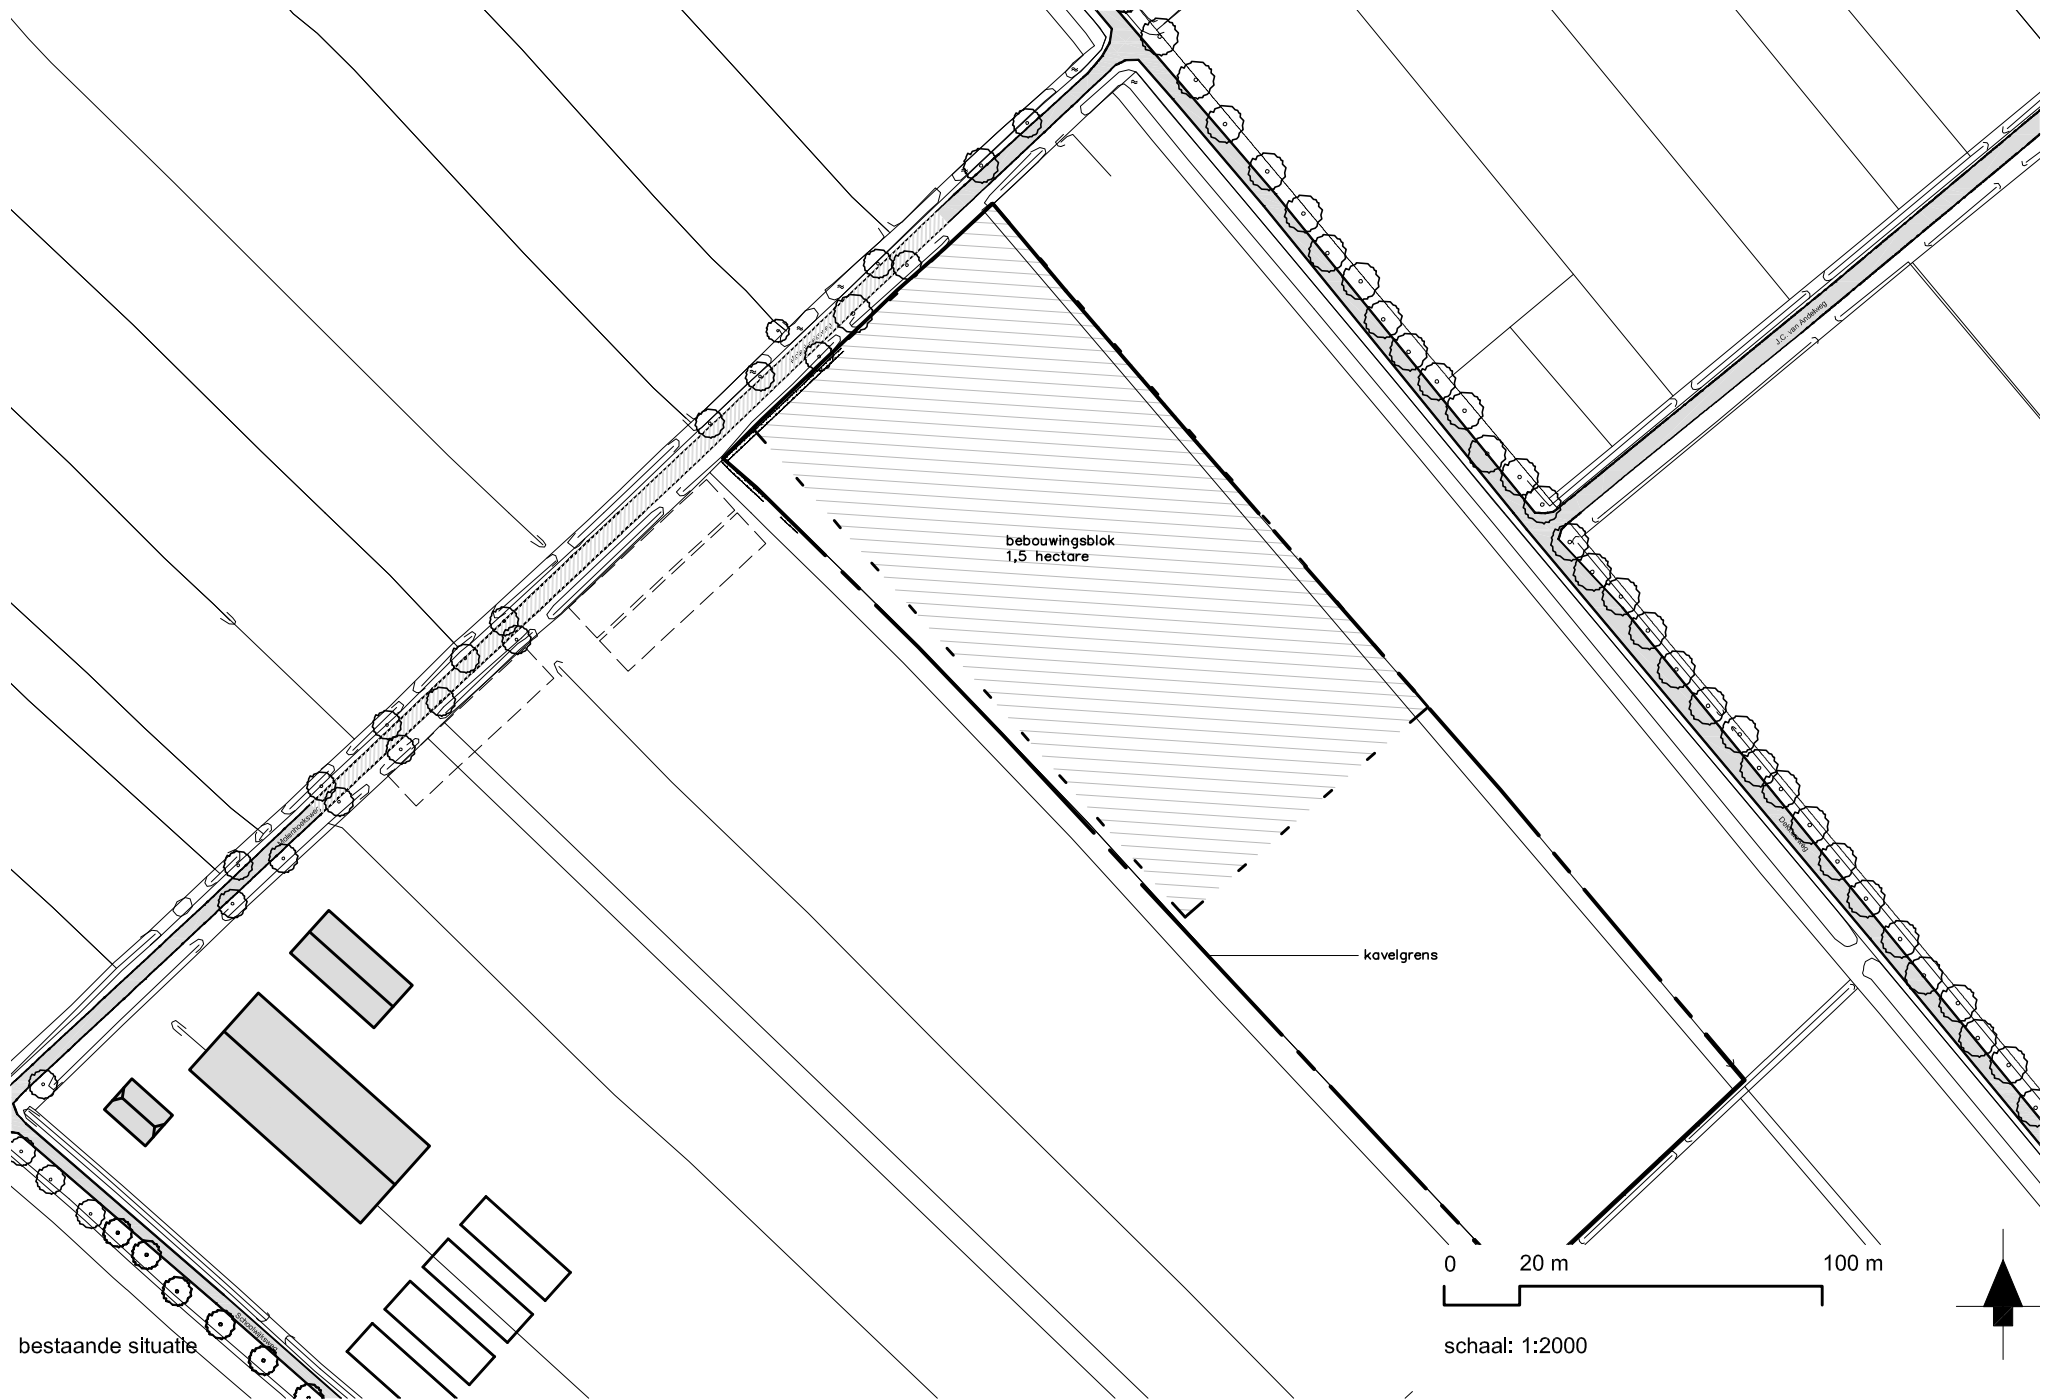 J.C. van Andelweg
bebouwingsblok
1,5 hectare
kavelgrens
0 20 m 100 m
schaal: 1:2000
bestaande situatie